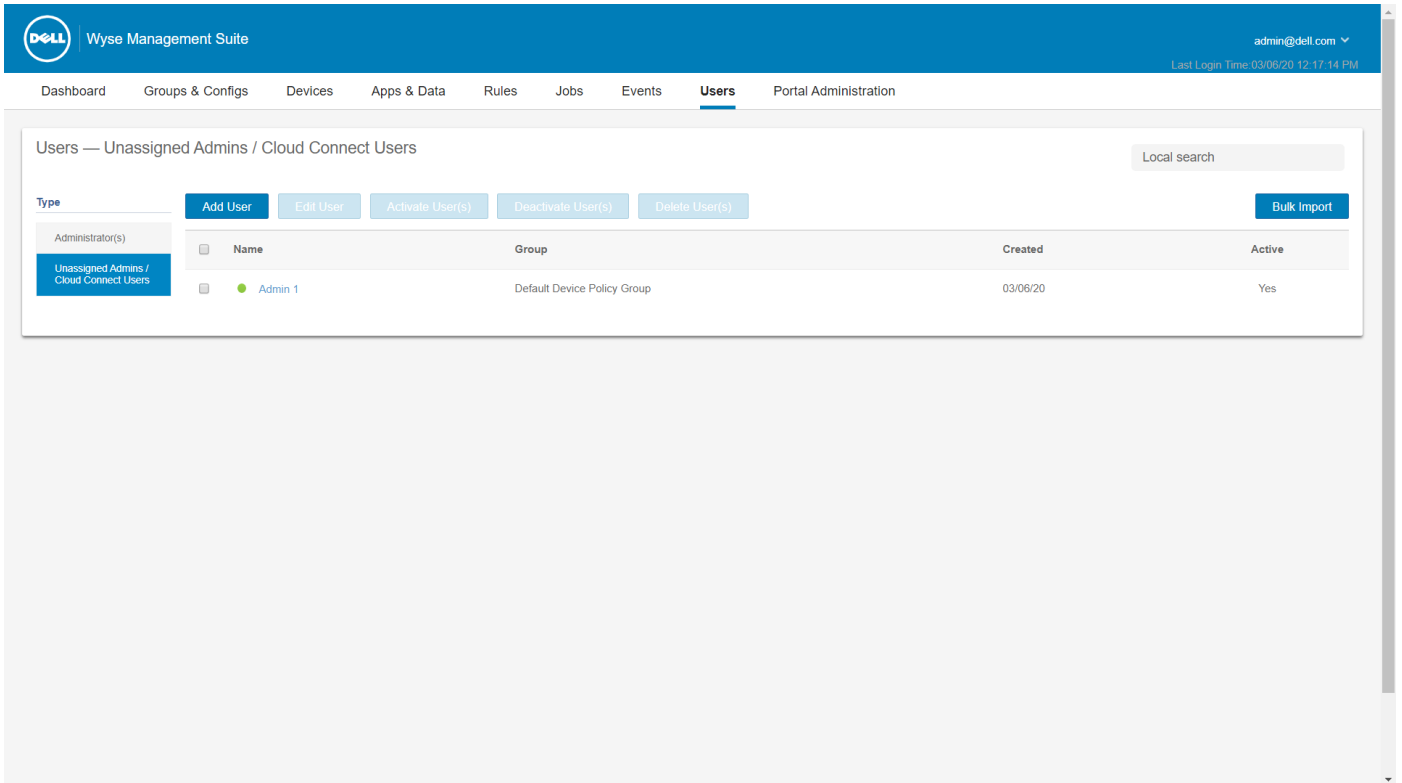 DELL Wyse Management Suite
admin@dell.com
Last Login Time:03/06/20 12:17:14 PM
Dashboard Groups & Configs Devices Apps & Data Rules Jobs Events Users Portal Administration
Users — Unassigned Admins / Cloud Connect Users
Local search
Type
Add User Edit User Activate User(s) Deactivate User(s) Delete User(s) Bulk Import
Administrator(s)
Unassigned Admins /
Cloud Connect Users
Name Group Created Active
Admin 1 Default Device Policy Group 03/06/20 Yes